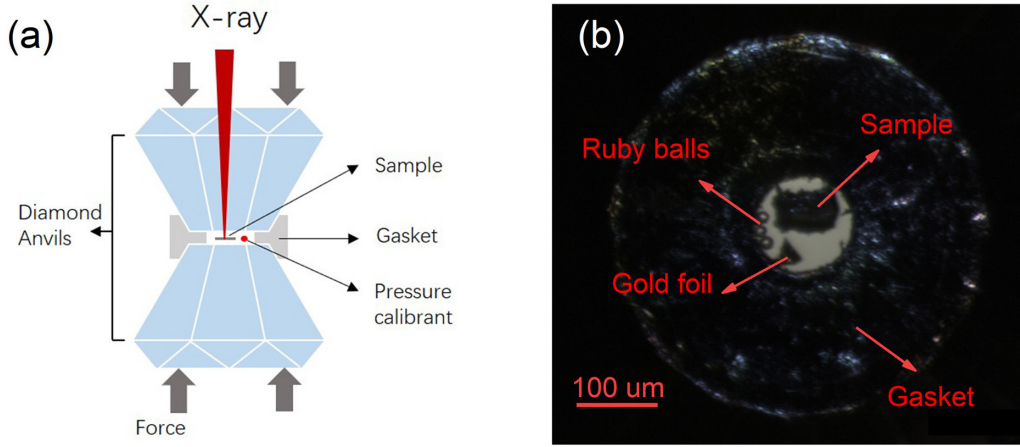 (a)
X-ray
Sample
Diamond
Anvils
Gasket
Pressure
calibrant
Force
(b)
Sample
Ruby balls
Gold foil
100 um
Gasket